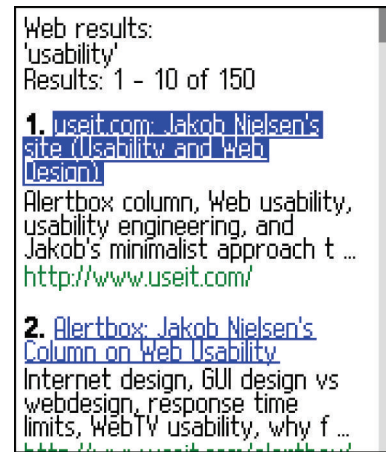 Web results:
'usability'
Results: 1 - 10 of 150
1. useit.com: Jakob Nielsen's
site (Usability and Web
Design)
Alertbox column, Web usability,
usability engineering, and
Jakob's minimalist approach t ...
http://www.useit.com/
2. Alertbox: Jakob Nielsen's
Column on Web Usability
Internet design, GUI design vs
webdesign, response time
limits, WebTV usability, why f ...